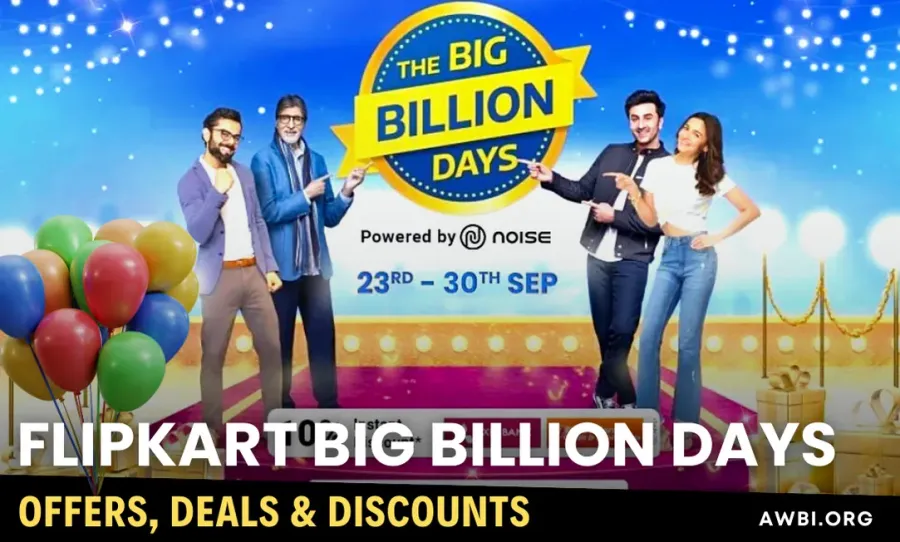 THE BIG
BILLION
DAYS
Powered by NOISE
23RD – 30TH SEP
10%
FLIPKART BIG BILLION DAYS
OFFERS, DEALS & DISCOUNTS
AWBI.ORG